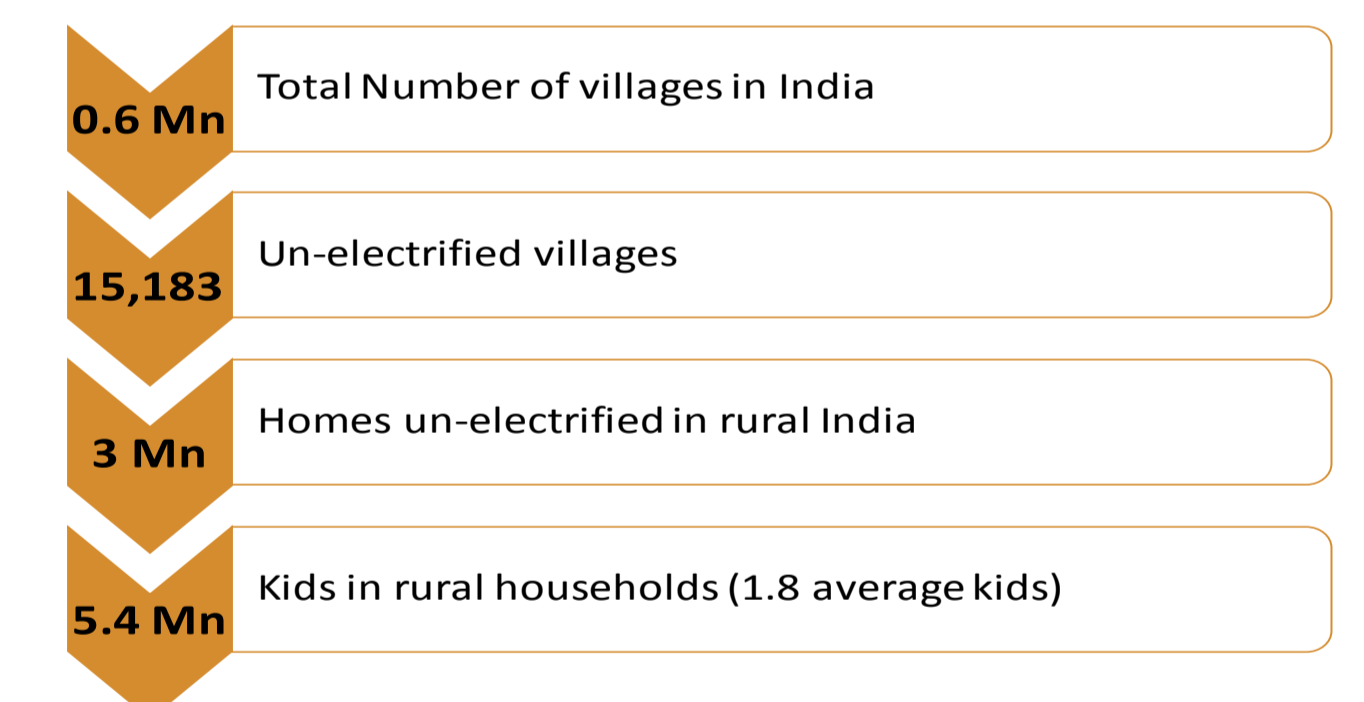 0.6 Mn
Total Number of villages in India
15,183
Un-electrified villages
3 Mn
Homes un-electrified in rural India
5.4 Mn
Kids in rural households (1.8 average kids)